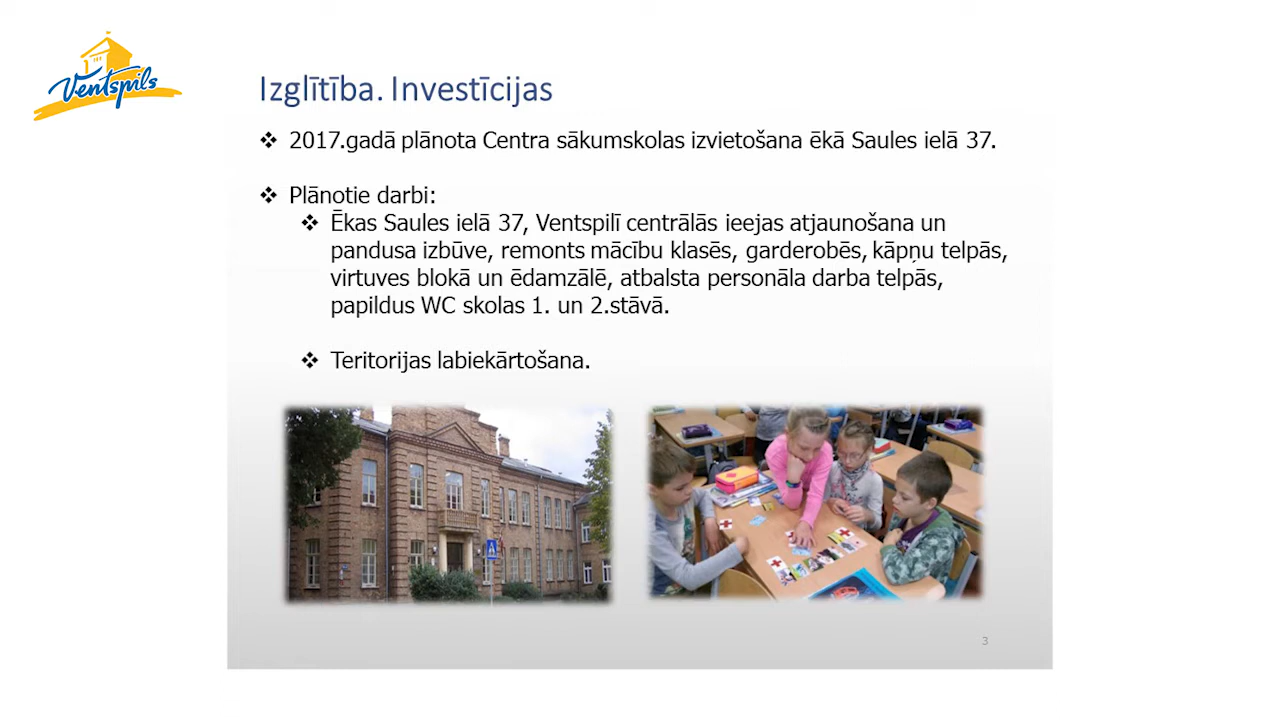 Ventspils
Izglītība. Investīcijas
❖ 2017.gadā plānota Centra sākumskolas izvietošana ēkā Saules ielā 37.
❖ Plānotie darbi:
❖ Ēkas Saules ielā 37, Ventspilī centrālās ieejas atjaunošana un
pandusa izbūve, remonts mācību klasēs, garderobēs, kāpņu telpās,
virtuves blokā un ēdamzālē, atbalsta personāla darba telpās,
papildus WC skolas 1. un 2.stāvā.
❖ Teritorijas labiekārtošana.
3